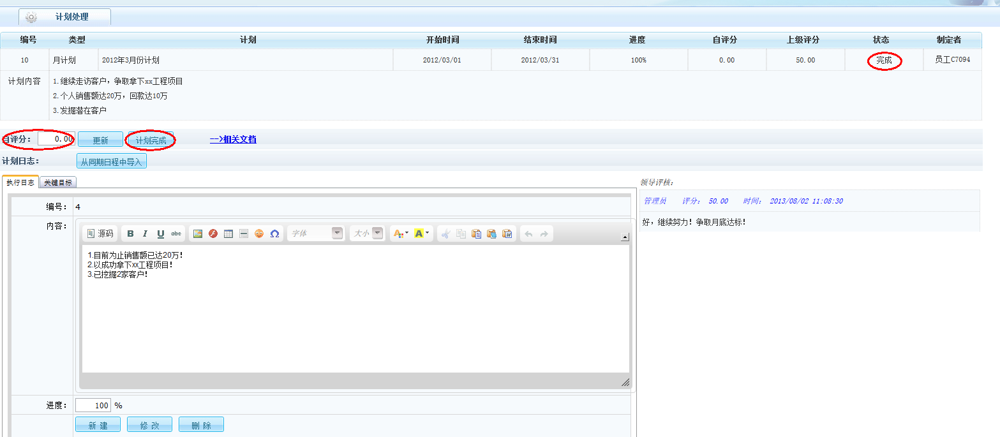 计划处理
编号 类型 计划 开始时间 结束时间 进度 自评分 上级评分 状态 制定者
10 月计划 2012年3月份计划 2012/03/01 2012/03/31 100% 0.00 50.00 完成 员工C7094
计划内容 1.继续走访客户，争取拿下xx工程项目
2.个人销售额达20万，回款达10万
3.发掘潜在客户
自评分： 0.00 更新 计划完成 -->相关文档
计划日志： 从同期日程中导入
执行日志 关键目标
领导评核：
管理员 评分： 50.00 时间： 2013/08/02 11:08:30
好，继续努力！争取月底达标！
编号： 4
内容： 源码 B I U abc 字体 大小 A A
1.目前为止销售额已达20万！
2.以成功拿下xx工程项目！
3.已挖掘2家客户！
进度： 100 %
新 建 修 改 删 除